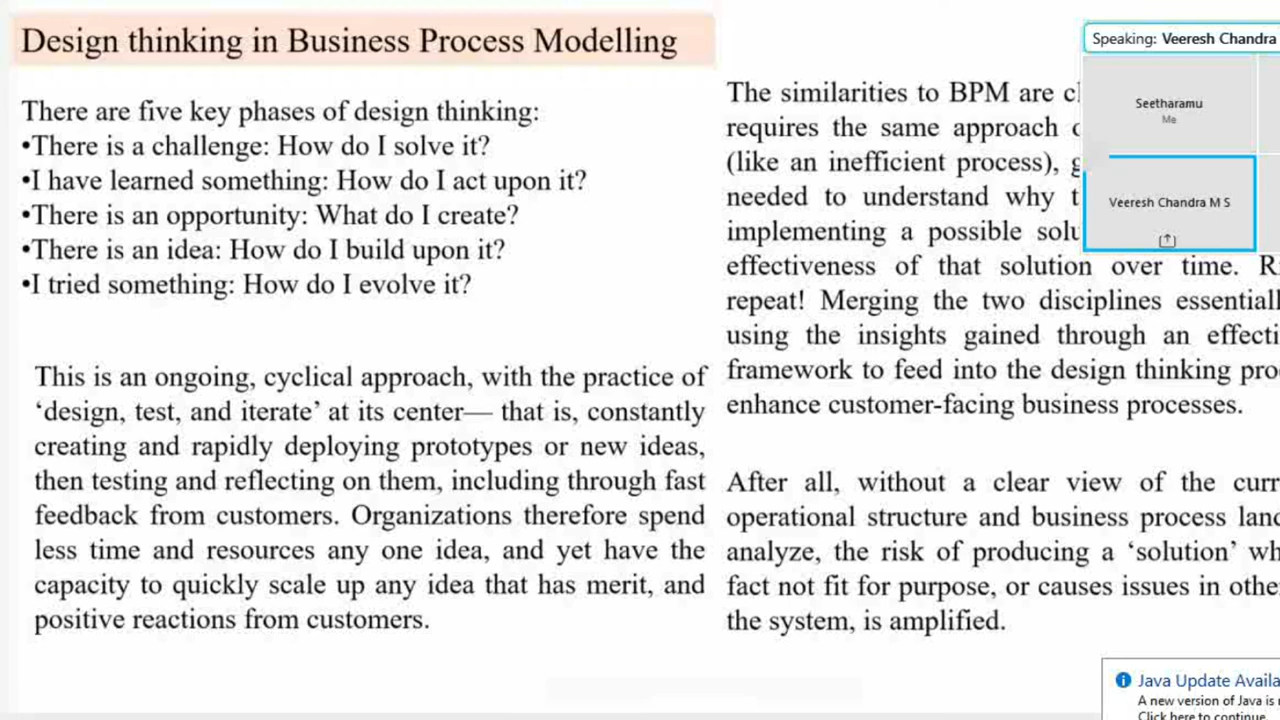 Design thinking in Business Process Modelling
There are five key phases of design thinking:
•There is a challenge: How do I solve it?
•I have learned something: How do I act upon it?
•There is an opportunity: What do I create?
•There is an idea: How do I build upon it?
•I tried something: How do I evolve it?
This is an ongoing, cyclical approach, with the practice of
‘design, test, and iterate’ at its center— that is, constantly
creating and rapidly deploying prototypes or new ideas,
then testing and reflecting on them, including through fast
feedback from customers. Organizations therefore spend
less time and resources any one idea, and yet have the
capacity to quickly scale up any idea that has merit, and
positive reactions from customers.
The similarities to BPM are
requires the same approach
(like an inefficient process),
needed to understand why
implementing a possible
effectiveness of that solution over time.
repeat! Merging the two disciplines
using the insights gained through an
framework to feed into the design thinking
enhance customer-facing business processes.
After all, without a clear view of the
operational structure and business process
analyze, the risk of producing a ‘solution’
fact not fit for purpose, or causes issues in
the system, is amplified.
Speaking: Veeresh Chandra
Seetharamu
Me
Veeresh Chandra M S
Java Update
A new version of Java is
Click here to continue